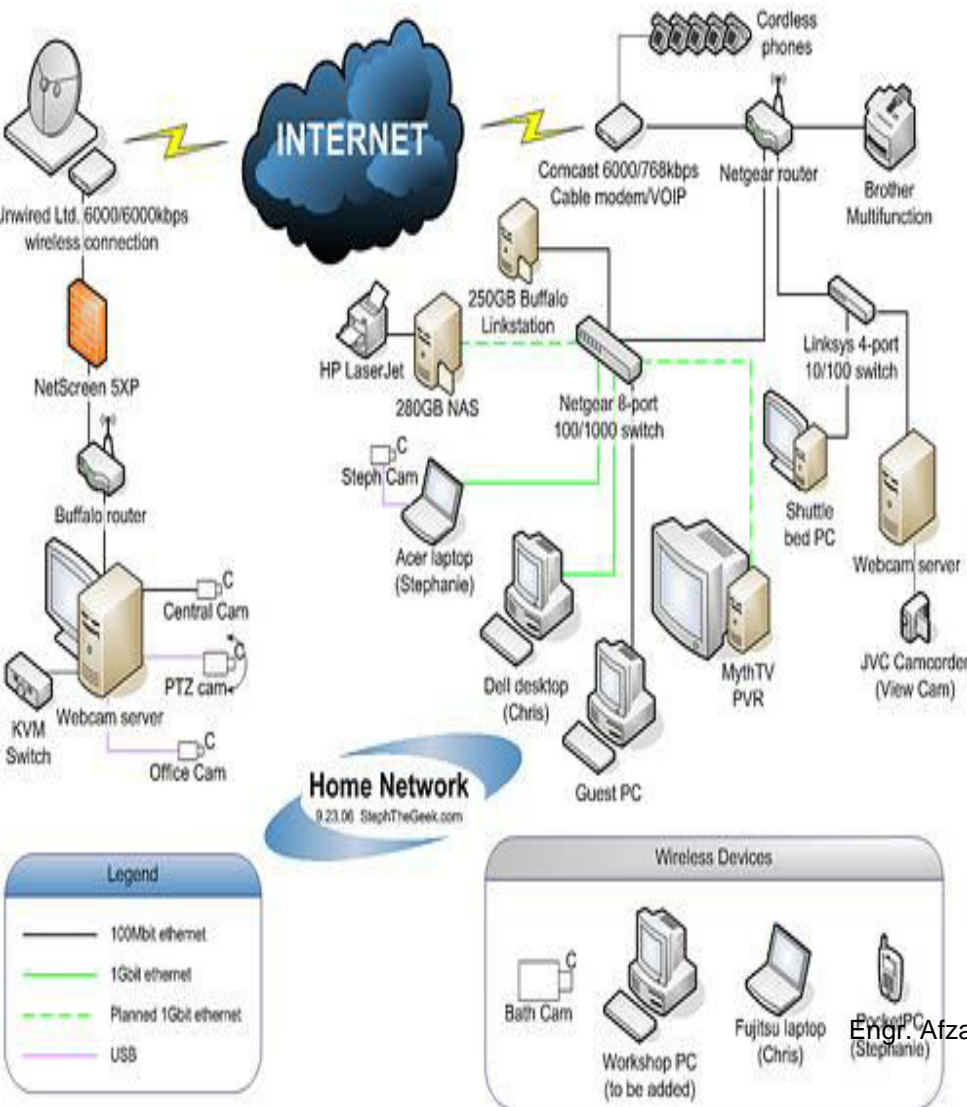 Cordless
phones
INTERNET
Comcast 6000/768kbps
Cable modem/VOIP
Netgear router
Brother
Multifunction
Unwired Ltd. 6000/6000kbps
wireless connection
250GB Buffalo
Linkstation
HP LaserJet
280GB NAS
NetScreen 5XP
Linksys 4-port
10/100 switch
Netgear 8-port
100/1000 switch
C
Steph Cam
Buffalo router
Acer laptop
(Stephanie)
Shuttle
bed PC
Webcam server
C
Central Cam
C
PTZ cam
Webcam server
KVM
Switch
C
Office Cam
Dell desktop
(Chris)
MythTV
PVR
JVC Camcorder
(View Cam)
Guest PC
Home Network
9.23.06 StephTheGeek.com
Legend
100Mbit ethernet
1Gbit ethernet
Planned 1Gbit ethernet
USB
Wireless Devices
C
Bath Cam
Workshop PC
(to be added)
Fujitsu laptop
(Chris)
PocketPC
(Stephanie)
Engr. Afza